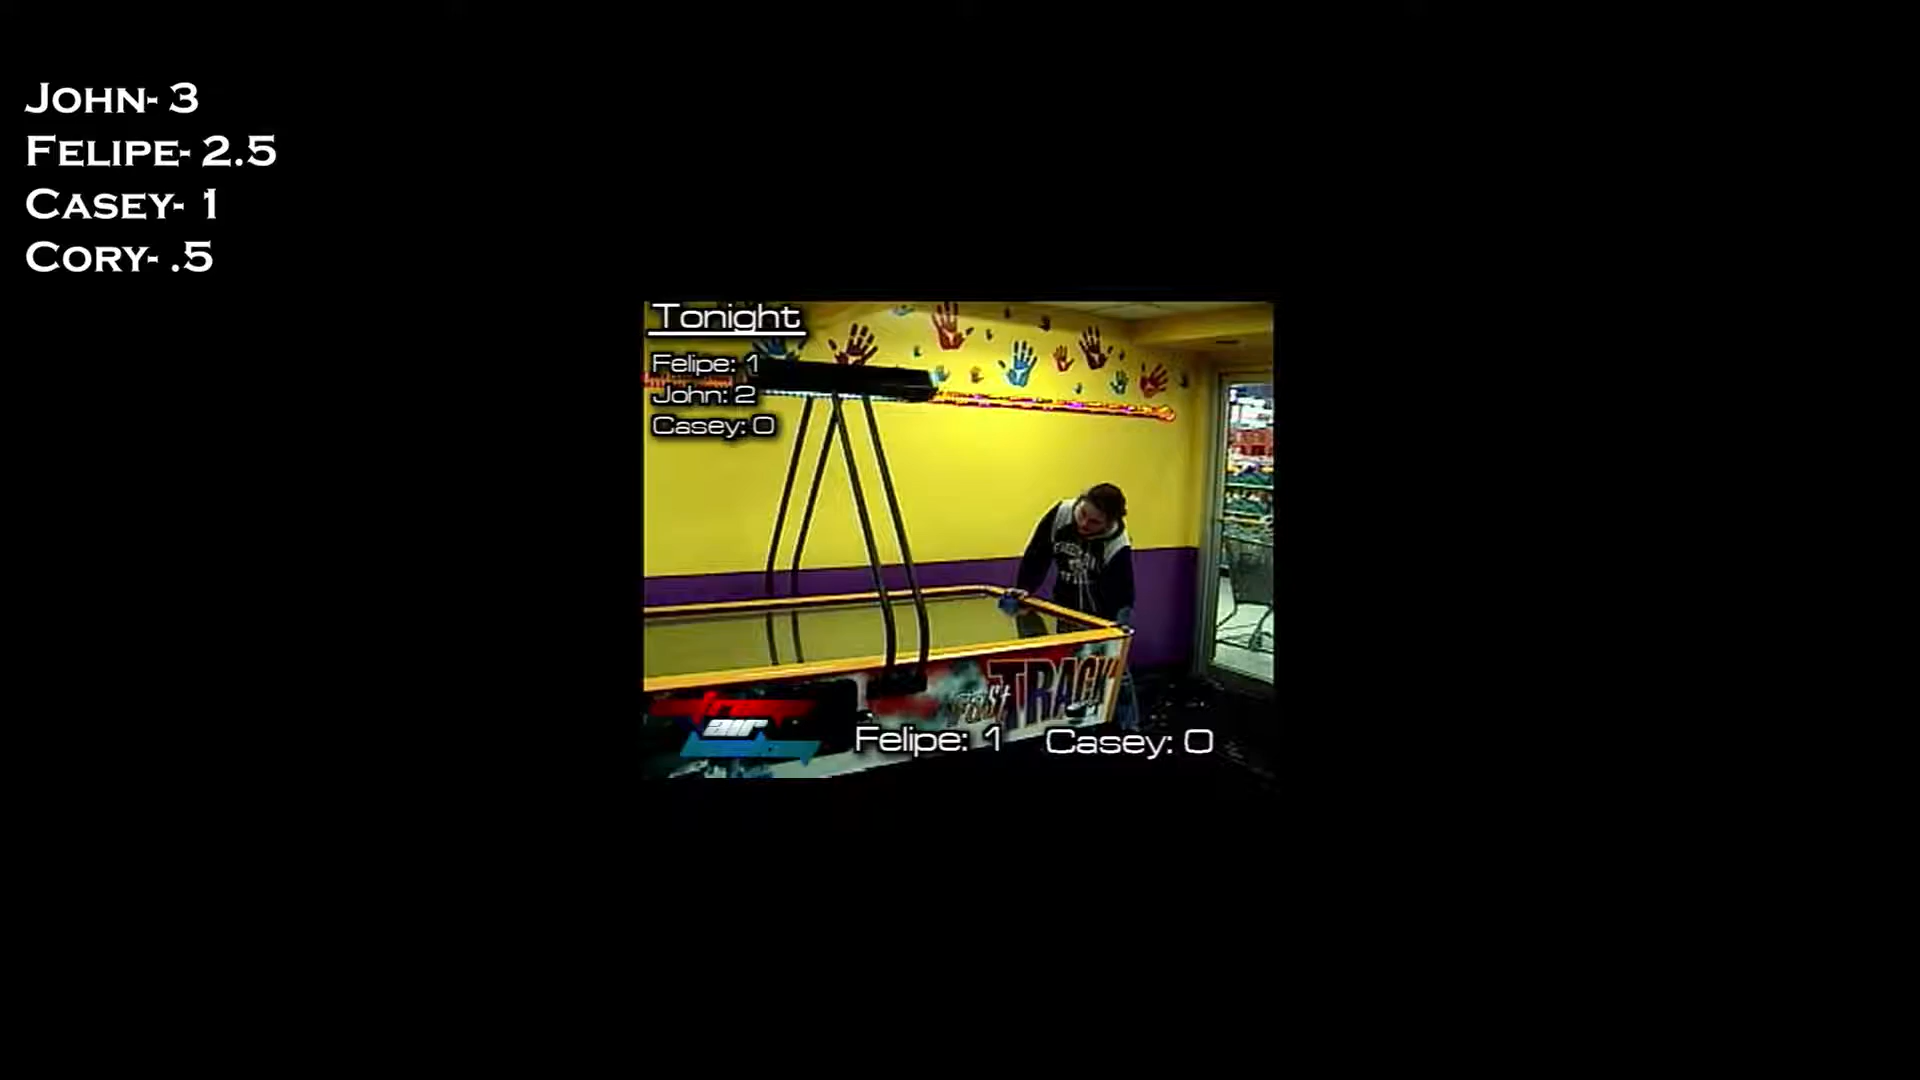 John- 3
Felipe- 2.5
Casey- 1
Cory- .5
Tonight
Felipe: 1
John: 2
Casey: 0
Fast TRACK
air
Felipe: 1 Casey: 0